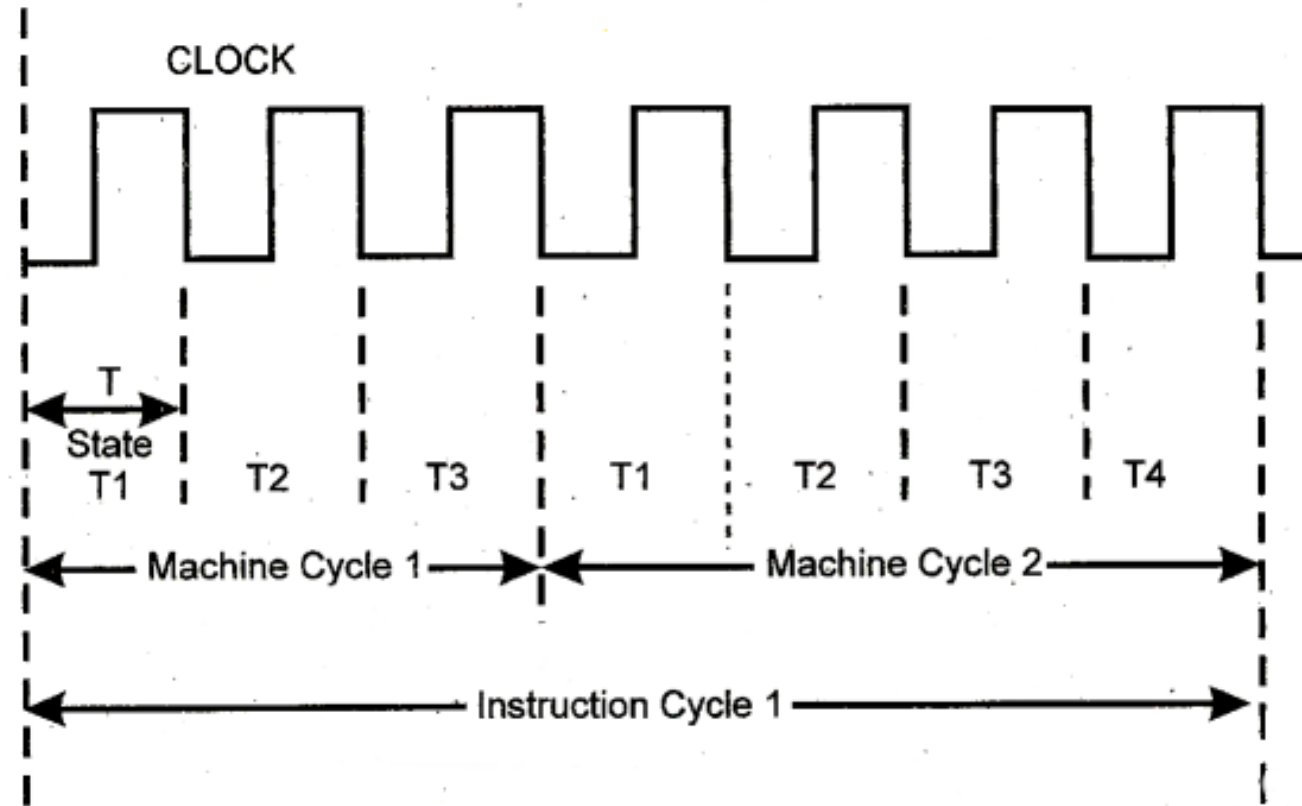 CLOCK
T
State
T1
T2
T3
T1
T2
T3
T4
Machine Cycle 1
Machine Cycle 2
Instruction Cycle 1